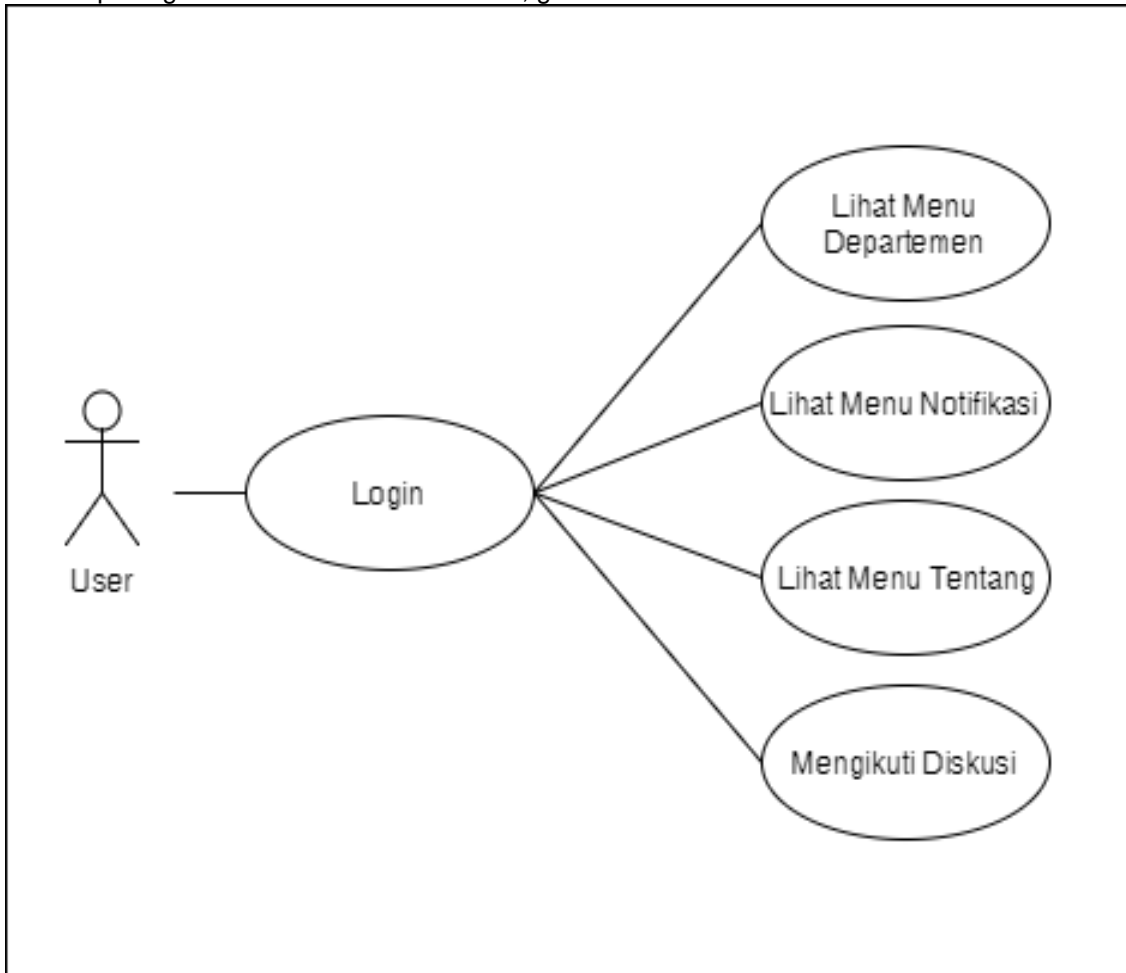 Lihat Menu
Departemen
Lihat Menu Notifikasi
Login
Lihat Menu Tentang
User
Mengikuti Diskusi